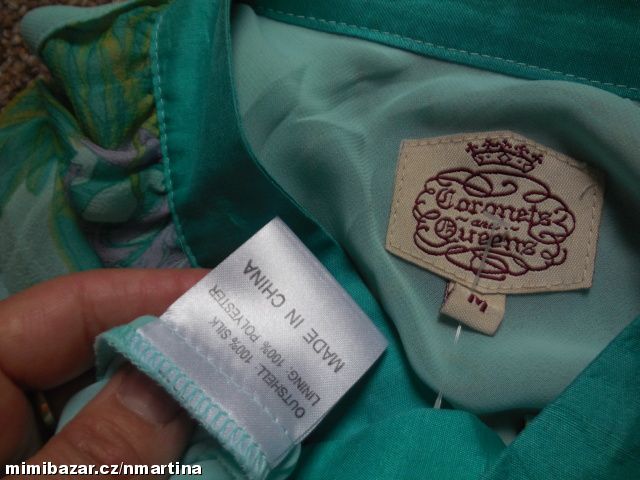 Coronets
and
Queens
M
OUTSHELL 100% SILK
LINING: 100% POLYESTER
MADE IN CHINA
mimibazar.cz/nmartina